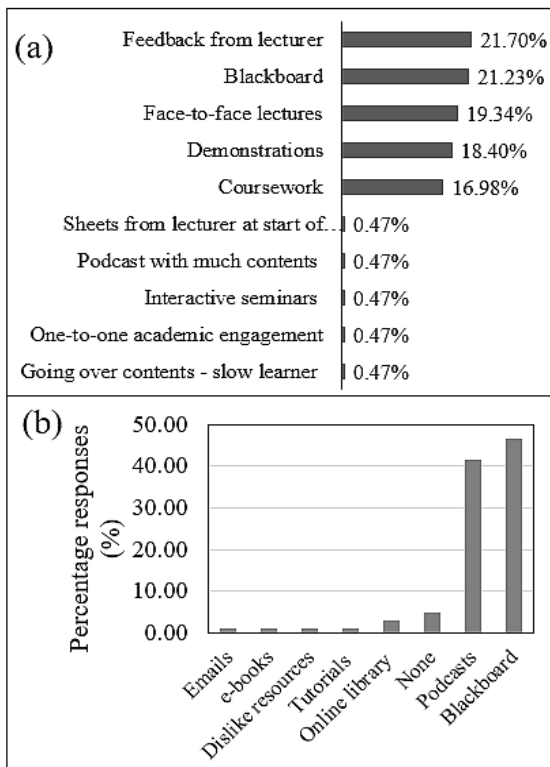 (a)
Feedback from lecturer 21.70%
Blackboard 21.23%
Face-to-face lectures 19.34%
Demonstrations 18.40%
Coursework 16.98%
Sheets from lecturer at start of... 0.47%
Podcast with much contents 0.47%
Interactive seminars 0.47%
One-to-one academic engagement 0.47%
Going over contents - slow learner 0.47%
(b)
Percentage responses
(%)
50.00
40.00
30.00
20.00
10.00
0.00
Emails
e-books
Dislike resources
Tutorials
Online library
None
Podcasts
Blackboard